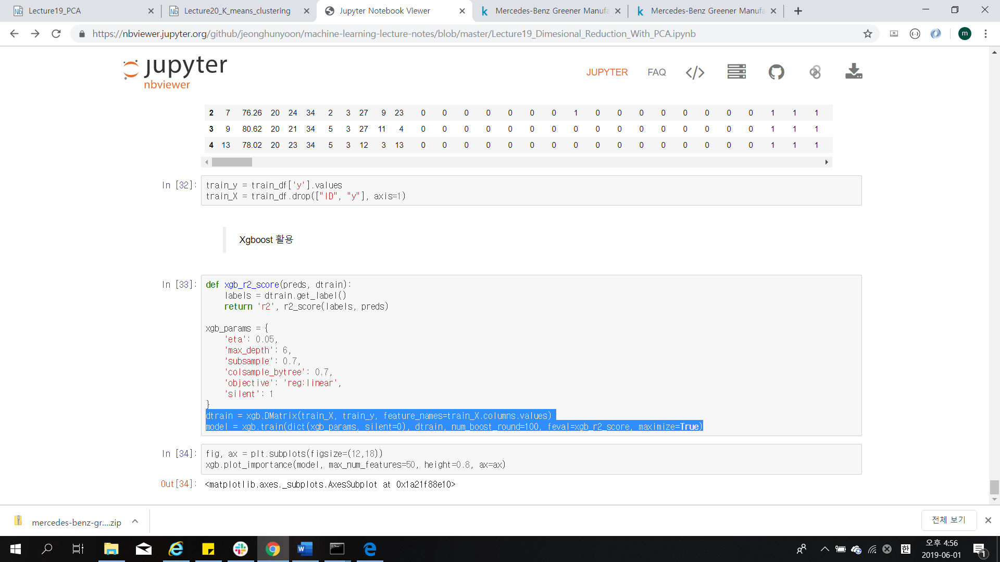 Lecture19_PCA
Lecture20_K_means_clustering
Jupyter Notebook Viewer
Mercedes-Benz Greener Manufa
Mercedes-Benz Greener Manufa
https://nbviewer.jupyter.org/github/jeonghunyoon/machine-learning-lecture-notes/blob/master/Lecture19_Dimesional_Reduction_With_PCA.ipynb
m
jupyter
nbviewer
JUPYTER FAQ
2 7 76.26 20 24 34 2 3 27 9 23 0 0 0 0 0 0 0 1 0 0 0 0 0 0 0 0 1 1 1
3 9 80.62 20 21 34 5 3 27 11 4 0 0 0 0 0 0 0 0 0 0 0 0 0 0 0 0 1 1 1
4 13 78.02 20 23 34 5 3 12 3 13 0 0 0 0 0 0 0 0 0 0 0 0 0 0 0 0 1 1 1
In [32]: train_y = train_df['y'].values
train_X = train_df.drop(["ID", "y"], axis=1)
Xgboost 활용
In [33]: def xgb_r2_score(preds, dtrain):
labels = dtrain.get_label()
return 'r2', r2_score(labels, preds)
xgb_params = {
'eta': 0.05,
'max_depth': 6,
'subsample': 0.7,
'colsample_bytree': 0.7,
'objective': 'reg:linear',
'silent': 1
}
dtrain = xgb.DMatrix(train_X, train_y, feature_names=train_X.columns.values)
model = xgb.train(dict(xgb_params, silent=0), dtrain, num_boost_round=100, feval=xgb_r2_score, maximize=True)
In [34]: fig, ax = plt.subplots(figsize=(12,18))
xgb.plot_importance(model, max_num_features=50, height=0.8, ax=ax)
Out[34]: <matplotlib.axes._subplots.AxesSubplot at 0x1a21f88e10>
mercedes-benz-gr....zip
전체 보기
한
오후 4:56
2019-06-01
1